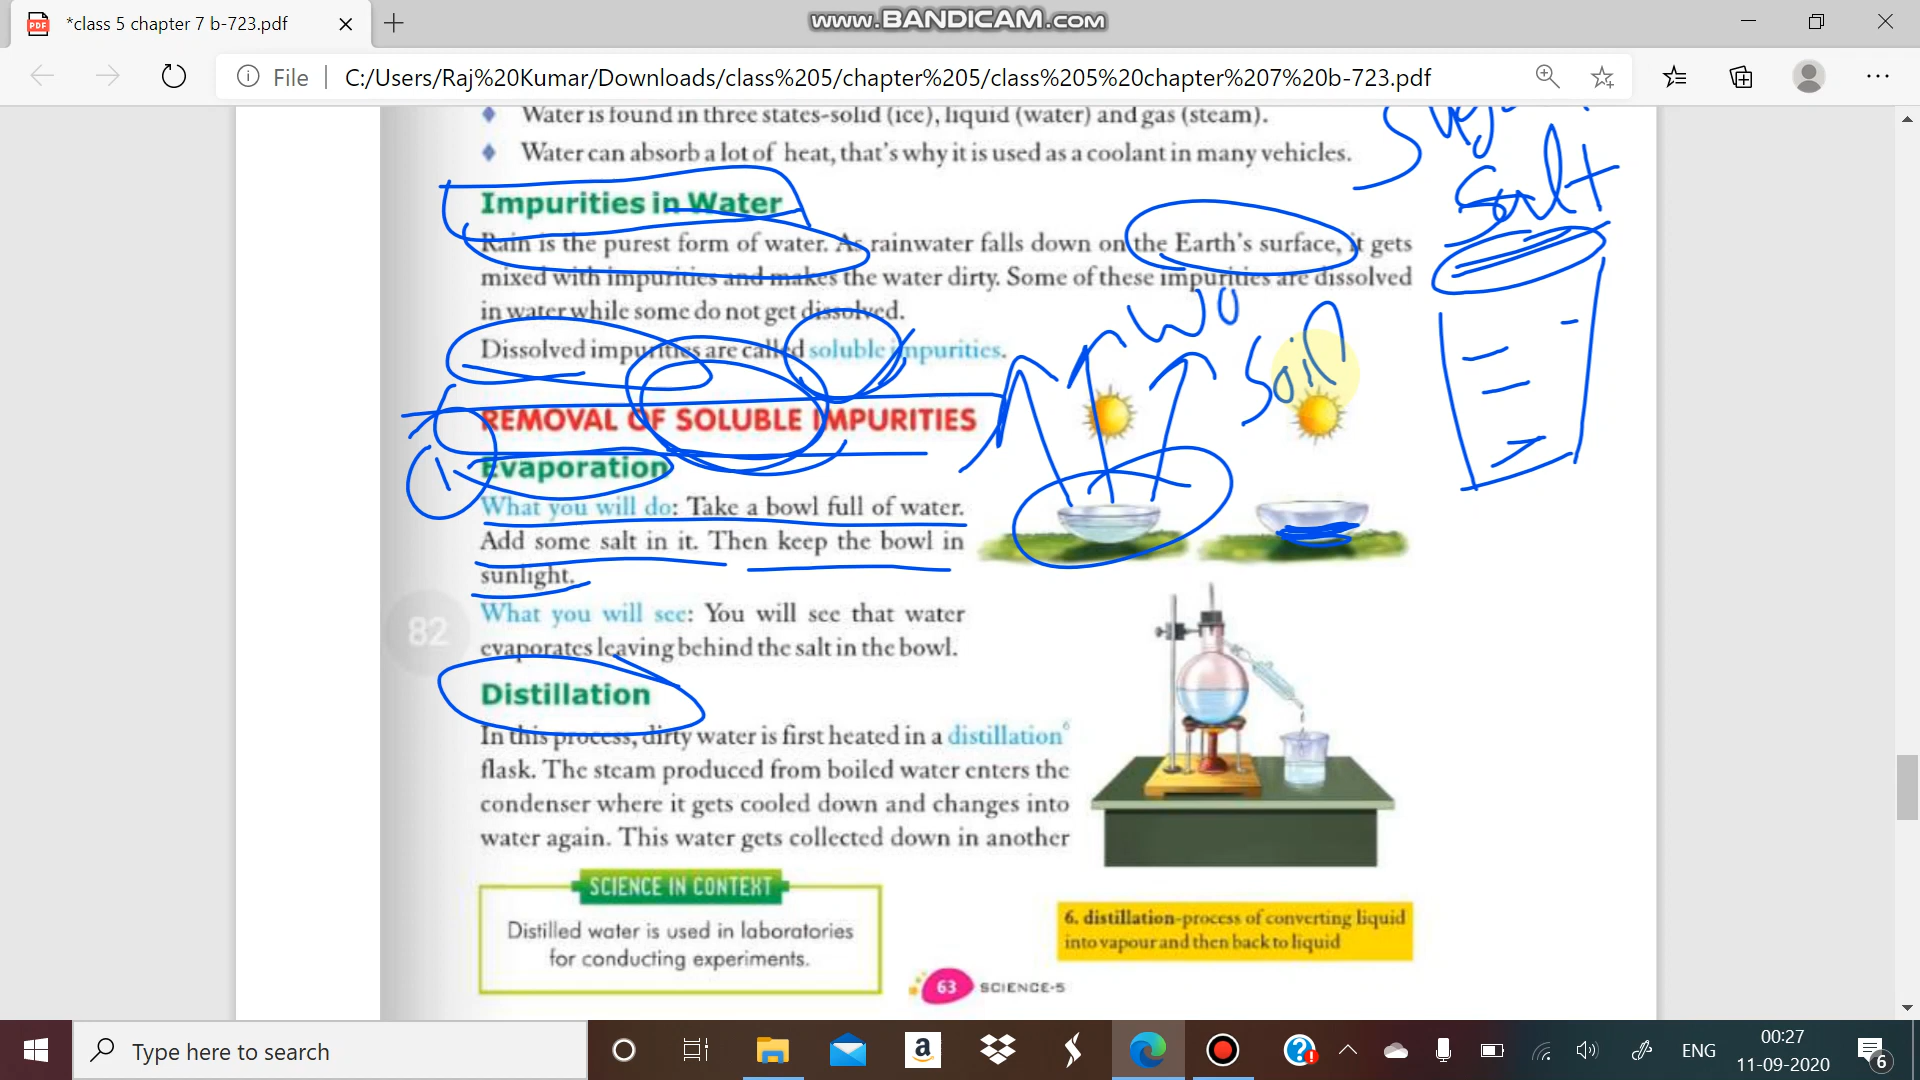 *class 5 chapter 7 b-723.pdf
www.BANDICAM.com
File
C:/Users/Raj%20Kumar/Downloads/class%205/chapter%205/class%205%20chapter%207%20b-723.pdf
Water is found in three states-solid (ice), liquid (water) and gas (steam).
Water can absorb a lot of heat, that's why it is used as a coolant in many vehicles.
Salt
Impurities in Water
Rain is the purest form of water. As rainwater falls down on the Earth's surface, it gets
mixed with impurities and makes the water dirty. Some of these impurities are dissolved
in water while some do not get dissolved.
Dissolved impurities are called soluble impurities.
Soil
REMOVAL OF SOLUBLE IMPURITIES
1
Evaporation
What you will do: Take a bowl full of water.
Add some salt in it. Then keep the bowl in
sunlight.
What you will see: You will see that water
evaporates leaving behind the salt in the bowl.
82
Distillation
In this process, dirty water is first heated in a distillation⁶
flask. The steam produced from boiled water enters the
condenser where it gets cooled down and changes into
water again. This water gets collected down in another
SCIENCE IN CONTEXT
Distilled water is used in laboratories
for conducting experiments.
6. distillation-process of converting liquid
into vapour and then back to liquid
63 SCIENCE-5
Type here to search
ENG
00:27
11-09-2020
6